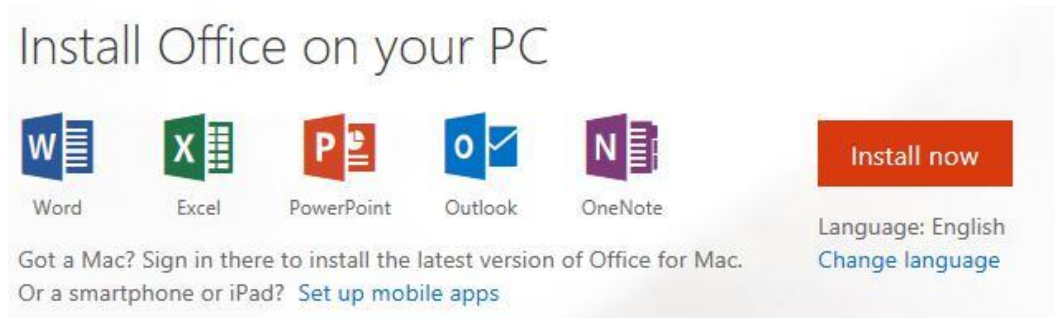 Install Office on your PC
W X P O N
Word Excel PowerPoint Outlook OneNote
Install now
Language: English
Change language
Got a Mac? Sign in there to install the latest version of Office for Mac.
Or a smartphone or iPad? Set up mobile apps